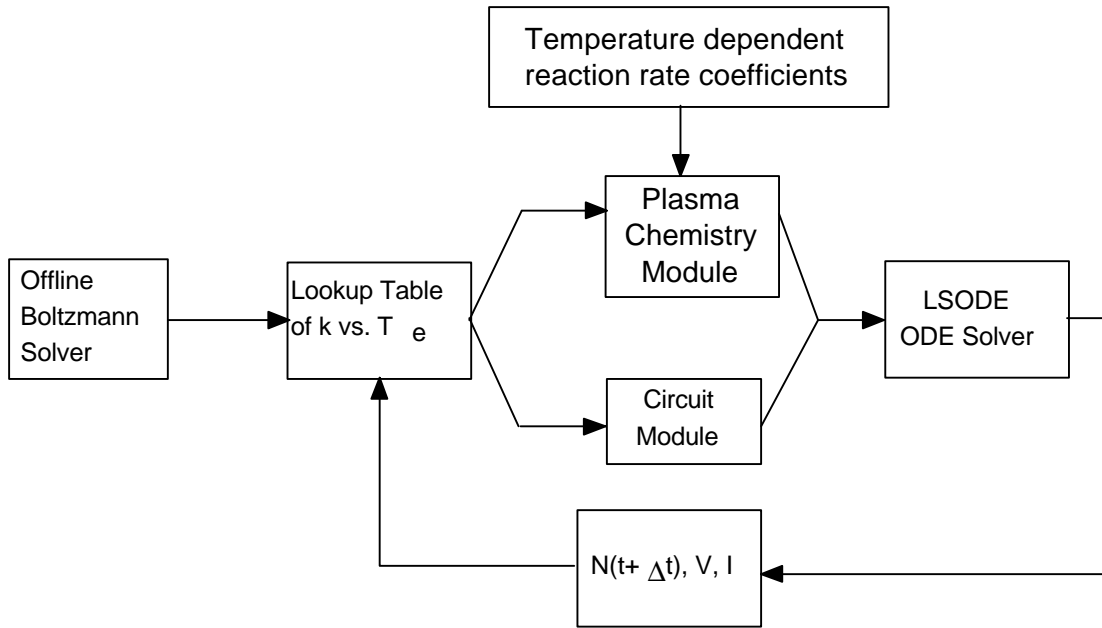 Temperature dependent
reaction rate coefficients
Plasma
Chemistry
Module
Offline
Boltzmann
Solver
Lookup Table
of k vs. T e
LSODE
ODE Solver
Circuit
Module
N(t+ Δt), V, I